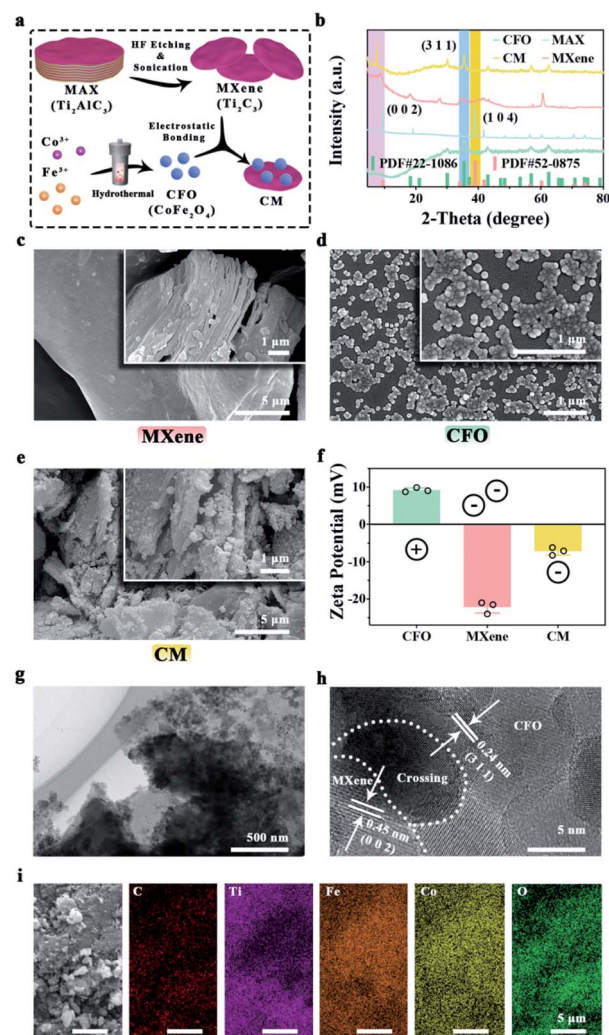 a
HF Etching
& Sonication
MAX
(Ti₂AlC₃)
MXene
(Ti₂C₃)
Co³⁺
Fe³⁺
Electrostatic
Bonding
Hydrothermal
CFO
(CoFe₂O₄)
CM
b
CFO
MAX
CM
MXene
(3 1 1)
(0 0 2)
(1 0 4)
PDF#22-1086
PDF#52-0875
Intensity (a.u.)
10
20
30
40
50
60
70
80
2-Theta (degree)
c
1 μm
5 μm
MXene
d
1 μm
1 μm
CFO
e
1 μm
5 μm
CM
f
Zeta Potential (mV)
10
0
-10
-20
+
-
-
-
CFO
MXene
CM
g
500 nm
h
CFO
0.24 nm
(3 1 1)
MXene
Crossing
0.45 nm
(0 0 2)
5 nm
i
C
Ti
Fe
Co
O
5 μm